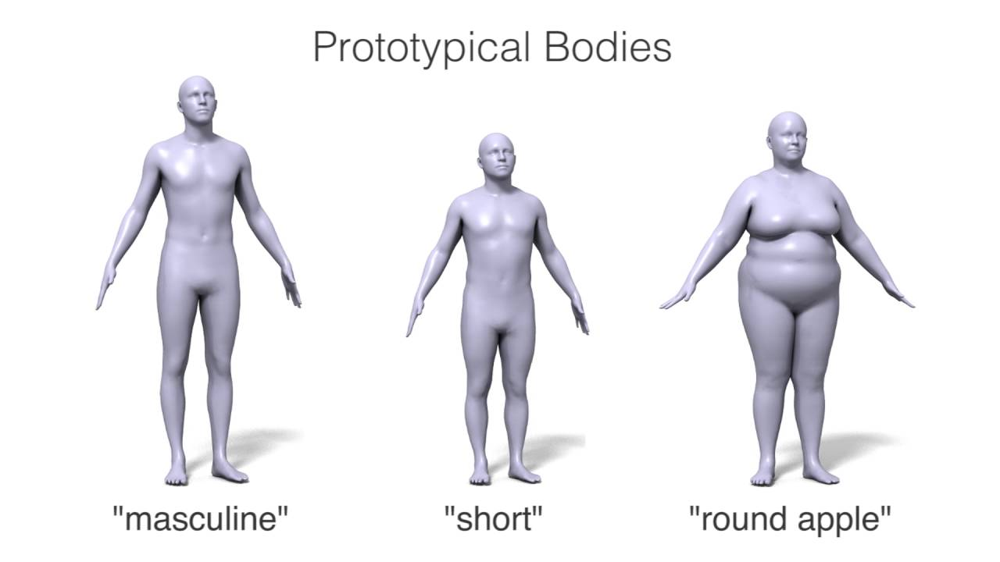 Prototypical Bodies
"masculine"
"short"
"round apple"